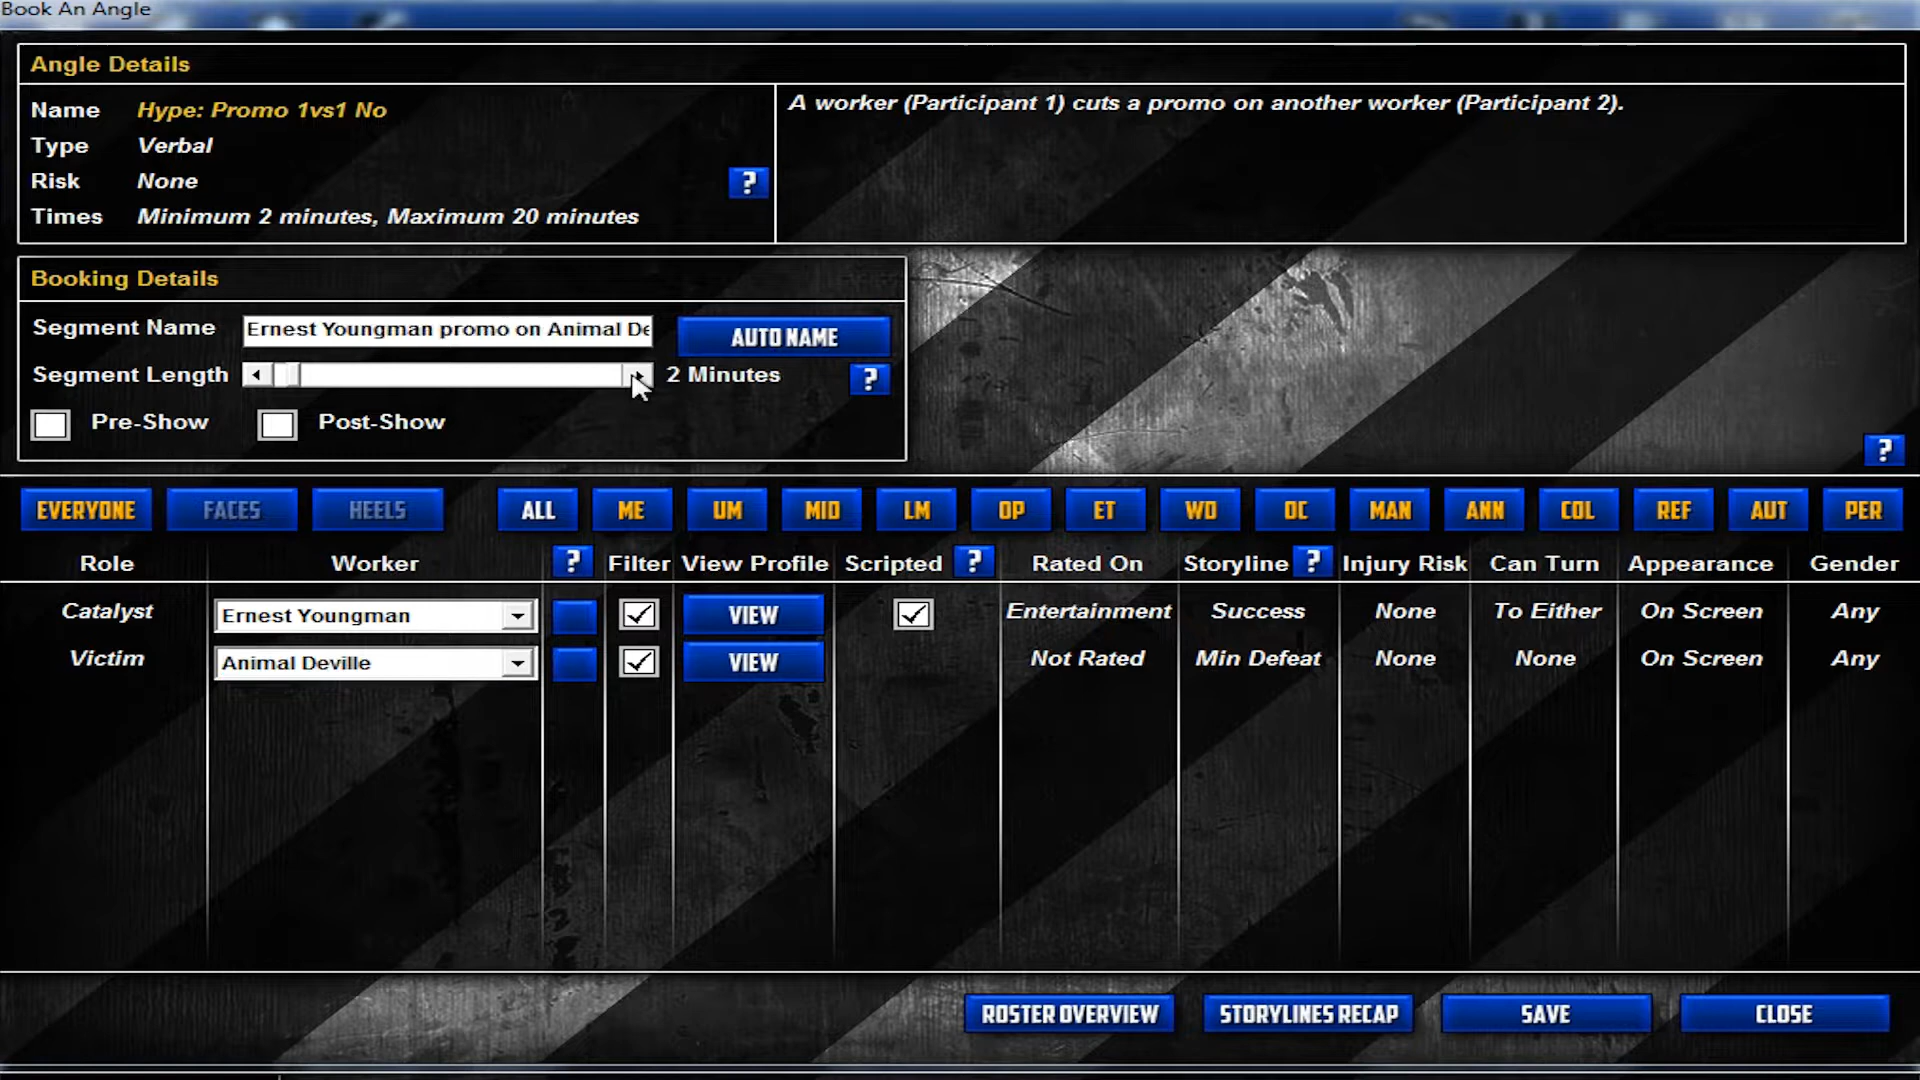 Book An Angle
Angle Details
Name Hype: Promo 1vs1 No
Type Verbal
Risk None
?
Times Minimum 2 minutes, Maximum 20 minutes
A worker (Participant 1) cuts a promo on another worker (Participant 2).
Booking Details
Segment Name Ernest Youngman promo on Animal De AUTO NAME
Segment Length 2 Minutes ?
Pre-Show Post-Show
?
EVERYONE FACES HEELS ALL ME UM MID LM OP ET WO OC MAN ANN COL REF AUT PER
Role Worker ? Filter View Profile Scripted ? Rated On Storyline ? Injury Risk Can Turn Appearance Gender
Catalyst Ernest Youngman VIEW Entertainment Success None To Either On Screen Any
Victim Animal Deville VIEW Not Rated Min Defeat None None On Screen Any
ROSTER OVERVIEW STORYLINES RECAP SAVE CLOSE